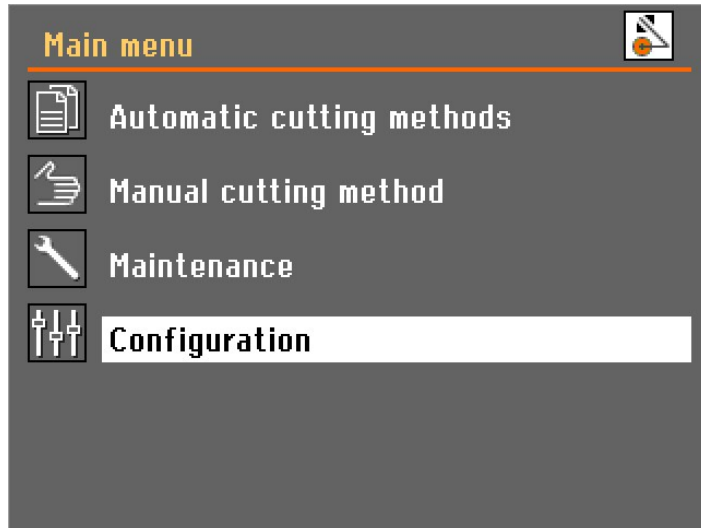 Main menu
Automatic cutting methods
Manual cutting method
Maintenance
Configuration